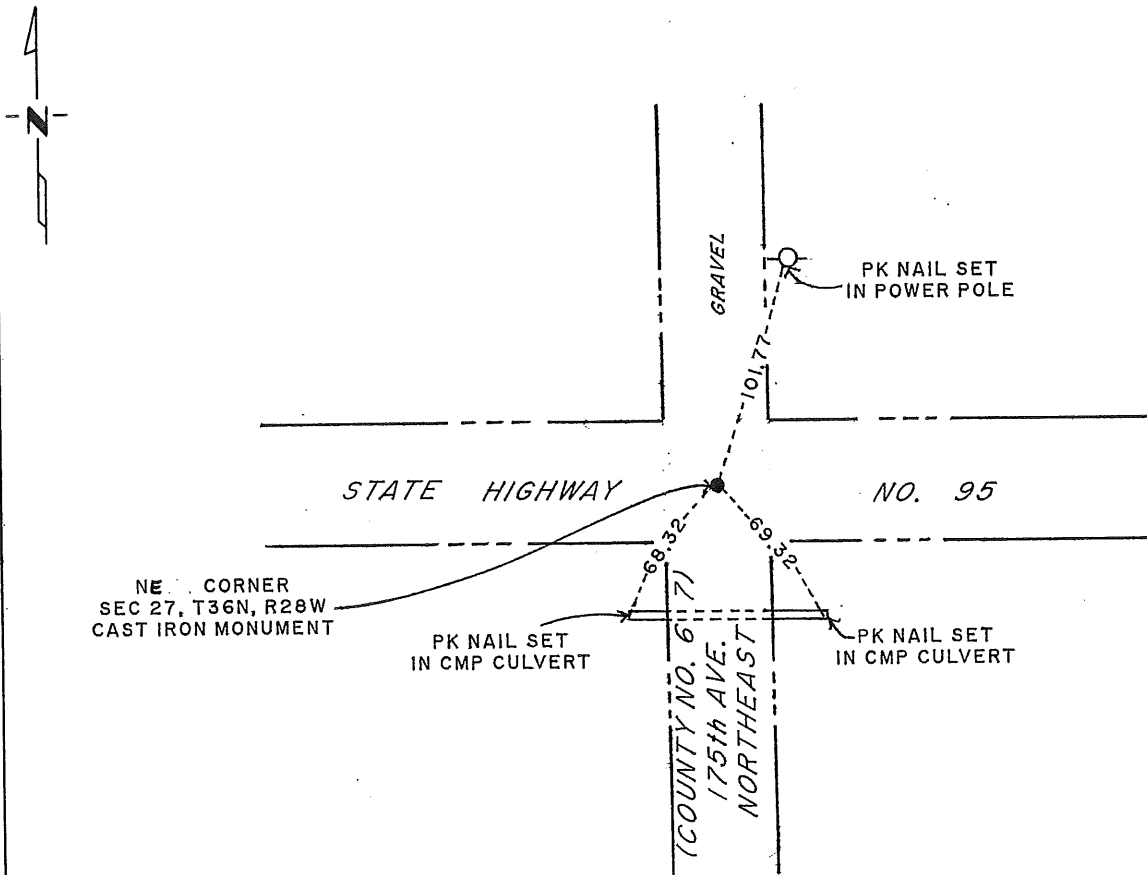 N
GRAVEL
PK NAIL SET
IN POWER POLE
101.77
STATE HIGHWAY NO. 95
68.32
69.32
NE CORNER
SEC 27, T36N, R28W
CAST IRON MONUMENT
PK NAIL SET
IN CMP CULVERT
PK NAIL SET
IN CMP CULVERT
(COUNTY NO. 6 7)
175th AVE.
NORTHEAST